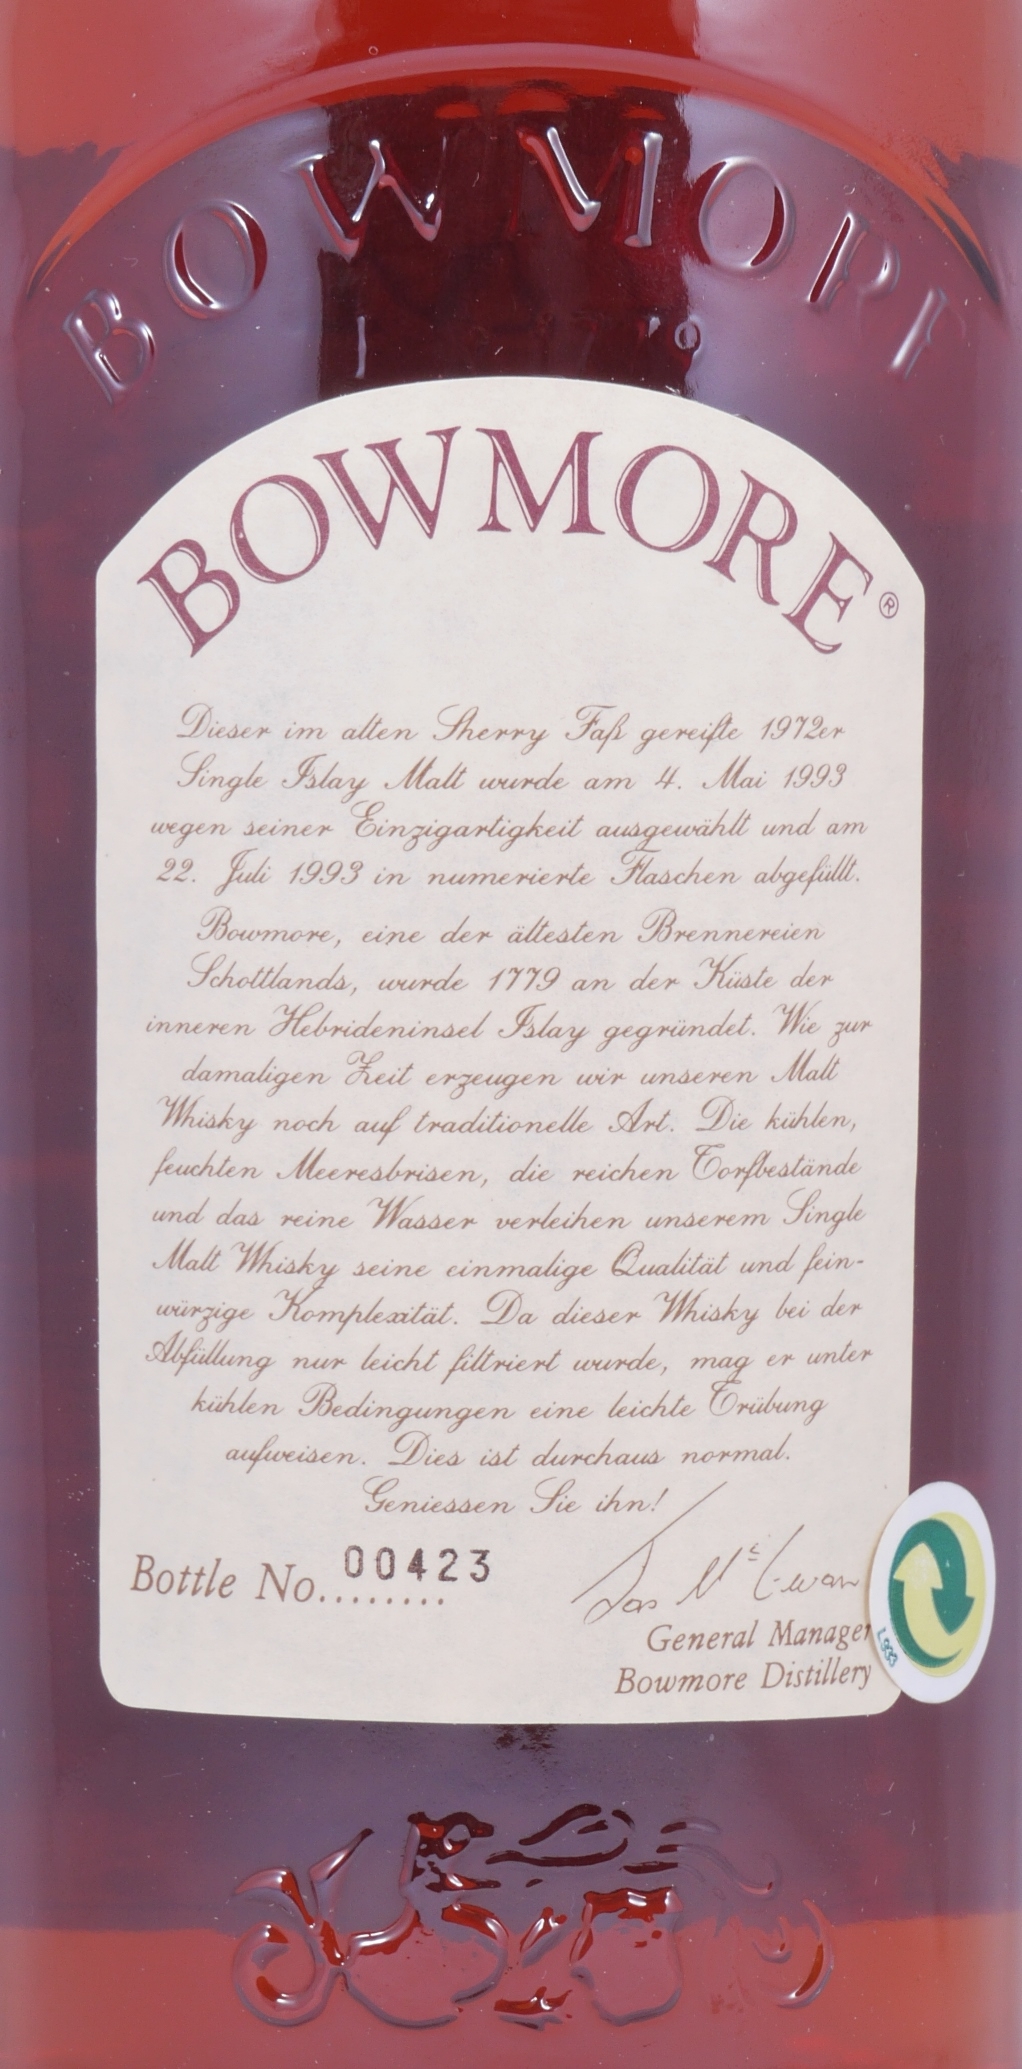 BOWMORE
BOWMORE®
Dieser im alten Sherry Faß gereifte 1972er
Single Islay Malt wurde am 4. Mai 1993
wegen seiner Einzigartigkeit ausgewählt und am
22. Juli 1993 in numerierte Flaschen abgefüllt.
Bowmore, eine der ältesten Brennereien
Schottlands, wurde 1779 an der Küste der
inneren Hebrideninsel Islay gegründet. Wie zur
damaligen Zeit erzeugen wir unseren Malt
Whisky noch auf traditionelle Art. Die kühlen,
feuchten Meeresbrisen, die reichen Torfbestände
und das reine Wasser verleihen unserem Single
Malt Whisky seine einmalige Qualität und fein-
würzige Komplexität. Da dieser Whisky bei der
Abfüllung nur leicht filtriert wurde, mag er unter
kühlen Bedingungen eine leichte Trübung
aufweisen. Dies ist durchaus normal.
Geniessen Sie ihn!
Bottle No. 00423
Jas McEwan
General Manager
Bowmore Distillery